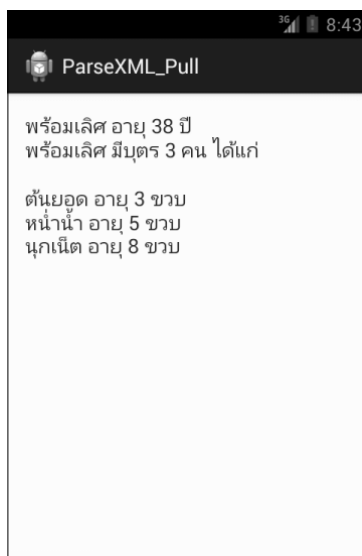 3G 8:43
ParseXML_Pull
พร้อมเลิศ อายุ 38 ปี
พร้อมเลิศ มีบุตร 3 คน ได้แก่
ต้นยอด อายุ 3 ขวบ
หน่ำน้ำ อายุ 5 ขวบ
นุกเน็ต อายุ 8 ขวบ